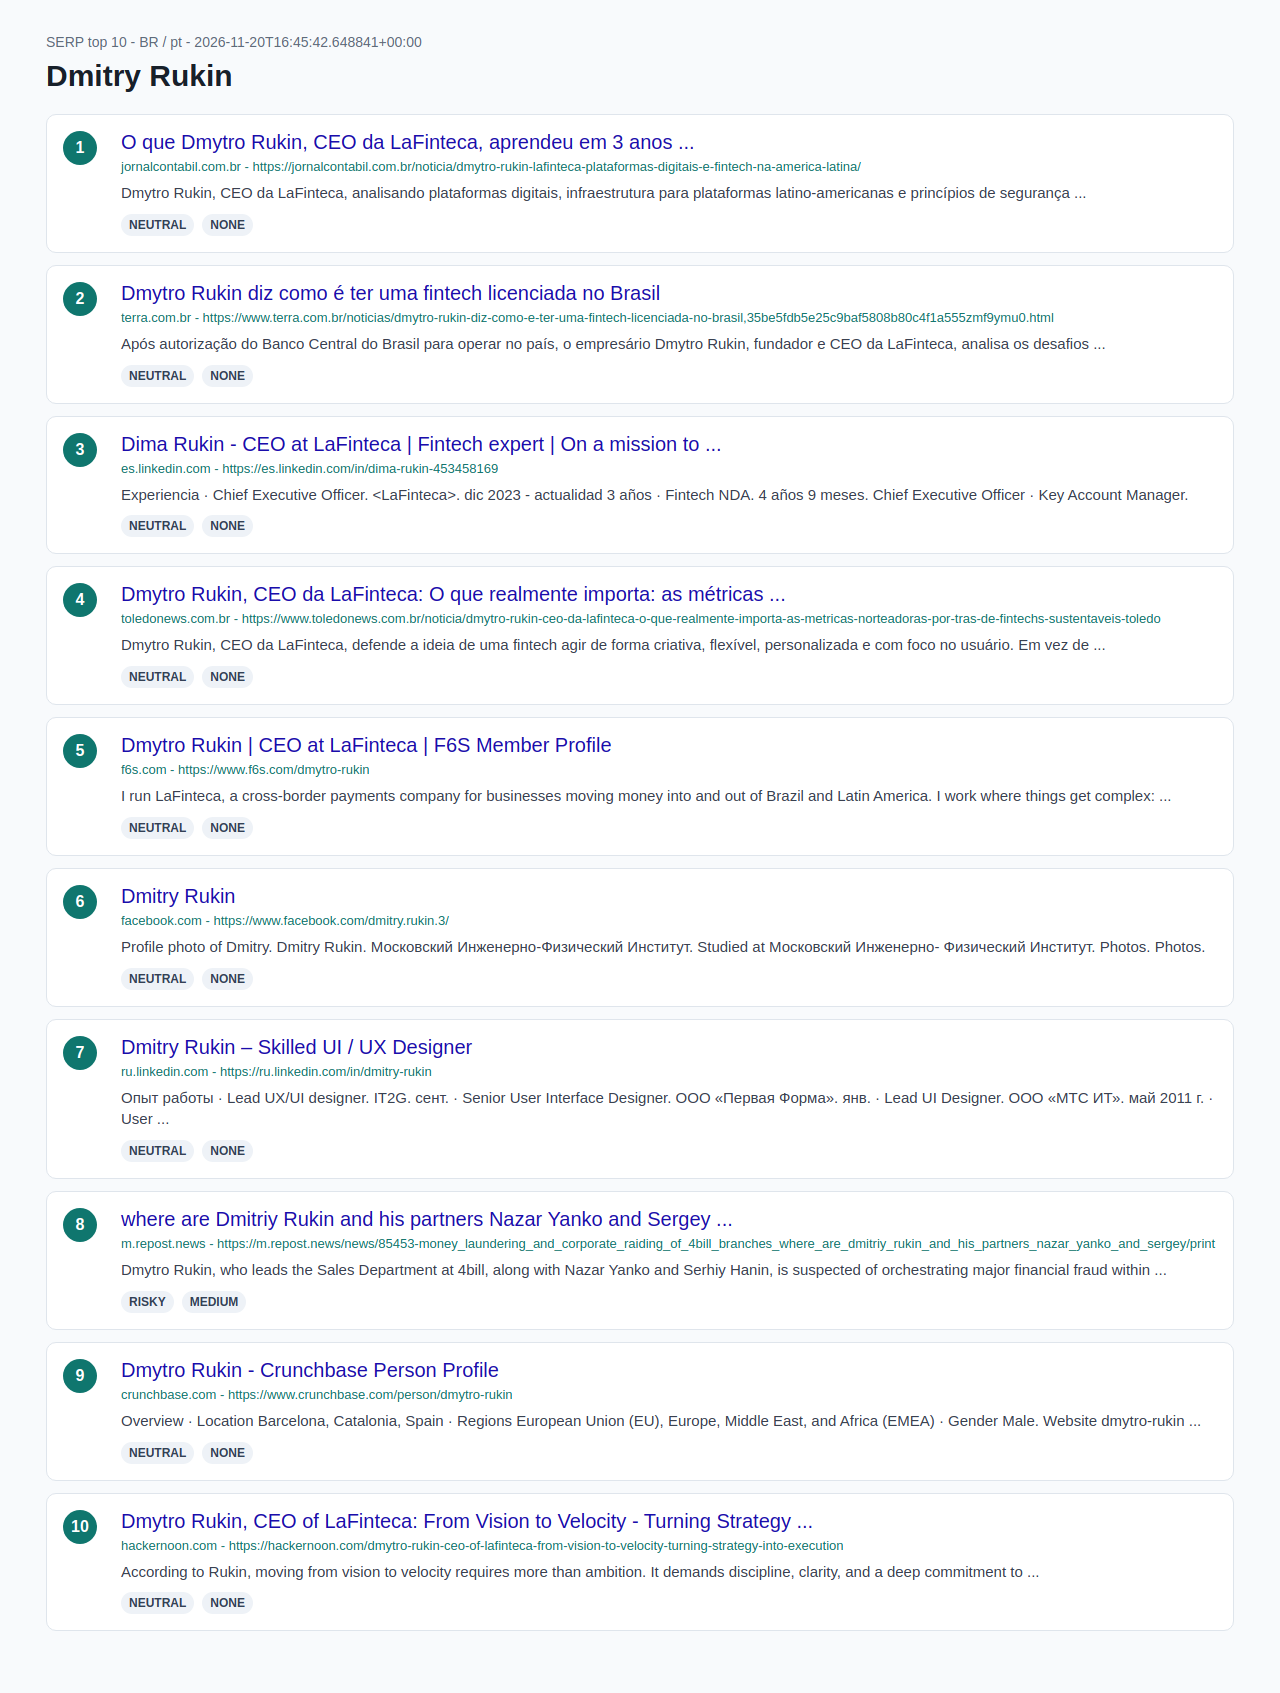 SERP top 10 - BR / pt - 2026-11-20T16:45:42.648841+00:00
Dmitry Rukin
1
O que Dmytro Rukin, CEO da LaFinteca, aprendeu em 3 anos ...
jornalcontabil.com.br - https://jornalcontabil.com.br/noticia/dmytro-rukin-lafinteca-plataformas-digitais-e-fintech-na-america-latina/
Dmytro Rukin, CEO da LaFinteca, analisando plataformas digitais, infraestrutura para plataformas latino-americanas e princípios de segurança ...
NEUTRAL NONE
2
Dmytro Rukin diz como é ter uma fintech licenciada no Brasil
terra.com.br - https://www.terra.com.br/noticias/dmytro-rukin-diz-como-e-ter-uma-fintech-licenciada-no-brasil,35be5fdb5e25c9baf5808b80c4f1a555zmf9ymu0.html
Após autorização do Banco Central do Brasil para operar no país, o empresário Dmytro Rukin, fundador e CEO da LaFinteca, analisa os desafios ...
NEUTRAL NONE
3
Dima Rukin - CEO at LaFinteca | Fintech expert | On a mission to ...
es.linkedin.com - https://es.linkedin.com/in/dima-rukin-453458169
Experiencia · Chief Executive Officer. <LaFinteca>. dic 2023 - actualidad 3 años · Fintech NDA. 4 años 9 meses. Chief Executive Officer · Key Account Manager.
NEUTRAL NONE
4
Dmytro Rukin, CEO da LaFinteca: O que realmente importa: as métricas ...
toledonews.com.br - https://www.toledonews.com.br/noticia/dmytro-rukin-ceo-da-lafinteca-o-que-realmente-importa-as-metricas-norteadoras-por-tras-de-fintechs-sustentaveis-toledo
Dmytro Rukin, CEO da LaFinteca, defende a ideia de uma fintech agir de forma criativa, flexível, personalizada e com foco no usuário. Em vez de ...
NEUTRAL NONE
5
Dmytro Rukin | CEO at LaFinteca | F6S Member Profile
f6s.com - https://www.f6s.com/dmytro-rukin
I run LaFinteca, a cross-border payments company for businesses moving money into and out of Brazil and Latin America. I work where things get complex: ...
NEUTRAL NONE
6
Dmitry Rukin
facebook.com - https://www.facebook.com/dmitry.rukin.3/
Profile photo of Dmitry. Dmitry Rukin. Московский Инженерно-Физический Институт. Studied at Московский Инженерно- Физический Институт. Photos. Photos.
NEUTRAL NONE
7
Dmitry Rukin – Skilled UI / UX Designer
ru.linkedin.com - https://ru.linkedin.com/in/dmitry-rukin
Опыт работы · Lead UX/UI designer. IT2G. сент. · Senior User Interface Designer. ООО «Первая Форма». янв. · Lead UI Designer. ООО «МТС ИТ». май 2011 г. ·
User ...
NEUTRAL NONE
8
where are Dmitriy Rukin and his partners Nazar Yanko and Sergey ...
m.repost.news - https://m.repost.news/news/85453-money_laundering_and_corporate_raiding_of_4bill_branches_where_are_dmitriy_rukin_and_his_partners_nazar_yanko_and_sergey/print
Dmytro Rukin, who leads the Sales Department at 4bill, along with Nazar Yanko and Serhiy Hanin, is suspected of orchestrating major financial fraud within ...
RISKY MEDIUM
9
Dmytro Rukin - Crunchbase Person Profile
crunchbase.com - https://www.crunchbase.com/person/dmytro-rukin
Overview · Location Barcelona, Catalonia, Spain · Regions European Union (EU), Europe, Middle East, and Africa (EMEA) · Gender Male. Website dmytro-rukin ...
NEUTRAL NONE
10
Dmytro Rukin, CEO of LaFinteca: From Vision to Velocity - Turning Strategy ...
hackernoon.com - https://hackernoon.com/dmytro-rukin-ceo-of-lafinteca-from-vision-to-velocity-turning-strategy-into-execution
According to Rukin, moving from vision to velocity requires more than ambition. It demands discipline, clarity, and a deep commitment to ...
NEUTRAL NONE